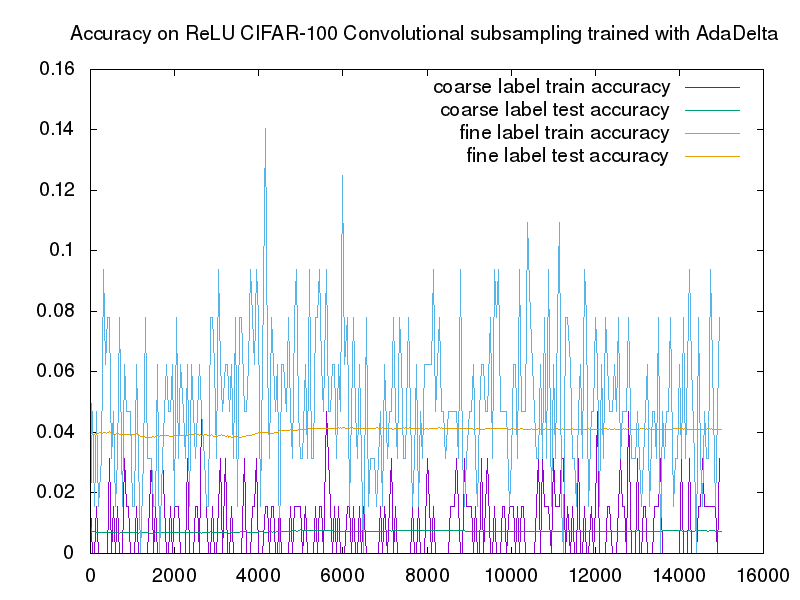 Accuracy on ReLU CIFAR-100 Convolutional subsampling trained with AdaDelta
0.16
0.14
0.12
0.1
0.08
0.06
0.04
0.02
0
coarse label train accuracy
coarse label test accuracy
fine label train accuracy
fine label test accuracy
0 2000 4000 6000 8000 10000 12000 14000 16000